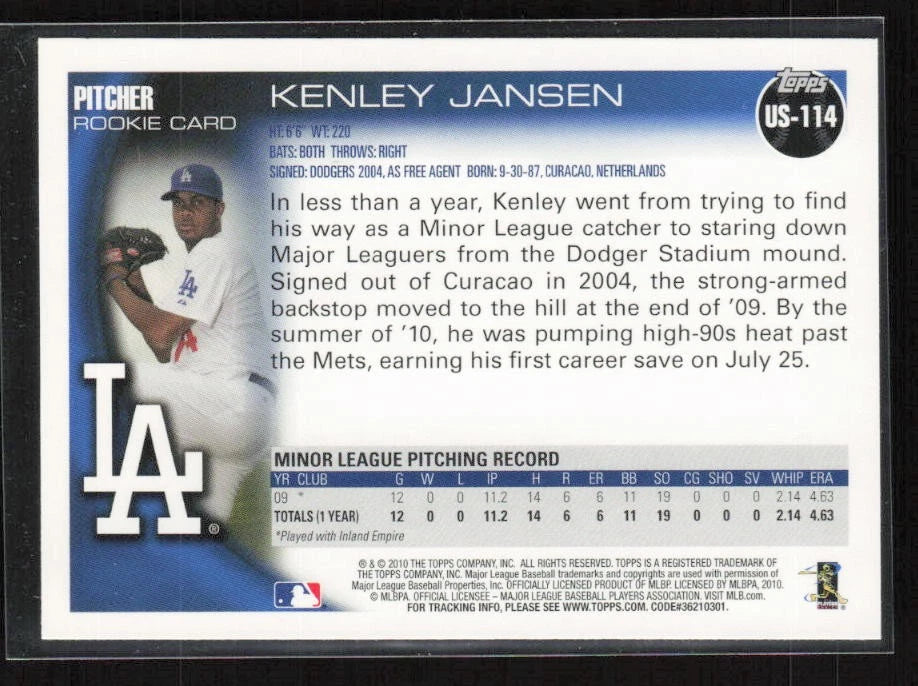 PITCHER
ROOKIE CARD
KENLEY JANSEN
Topps
US-114
HT: 6'6" WT: 220
BATS: BOTH THROWS: RIGHT
SIGNED: DODGERS 2004, AS FREE AGENT BORN: 9-30-87, CURACAO, NETHERLANDS
In less than a year, Kenley went from trying to find
his way as a Minor League catcher to staring down
Major Leaguers from the Dodger Stadium mound.
Signed out of Curacao in 2004, the strong-armed
backstop moved to the hill at the end of '09. By the
summer of '10, he was pumping high-90s heat past
the Mets, earning his first career save on July 25.
LA
LA
LA®
MINOR LEAGUE PITCHING RECORD
YR CLUB G W L IP H R ER BB SO CG SHO SV WHIP ERA
09 * 12 0 0 11.2 14 6 6 11 19 0 0 0 2.14 4.63
TOTALS (1 YEAR) 12 0 0 11.2 14 6 6 11 19 0 0 0 2.14 4.63
*Played with Inland Empire
® & © 2010 THE TOPPS COMPANY, INC. ALL RIGHTS RESERVED. TOPPS IS A REGISTERED TRADEMARK OF
THE TOPPS COMPANY, INC. Major League Baseball trademarks and copyrights are used with permission of
Major League Baseball Properties, Inc. OFFICIALLY LICENSED PRODUCT OF MLBP. LICENSED BY MLBPA, 2010.
© MLBPA. OFFICIAL LICENSEE – MAJOR LEAGUE BASEBALL PLAYERS ASSOCIATION. VISIT MLB.com.
FOR TRACKING INFO, PLEASE SEE WWW.TOPPS.COM. CODE#36210301.